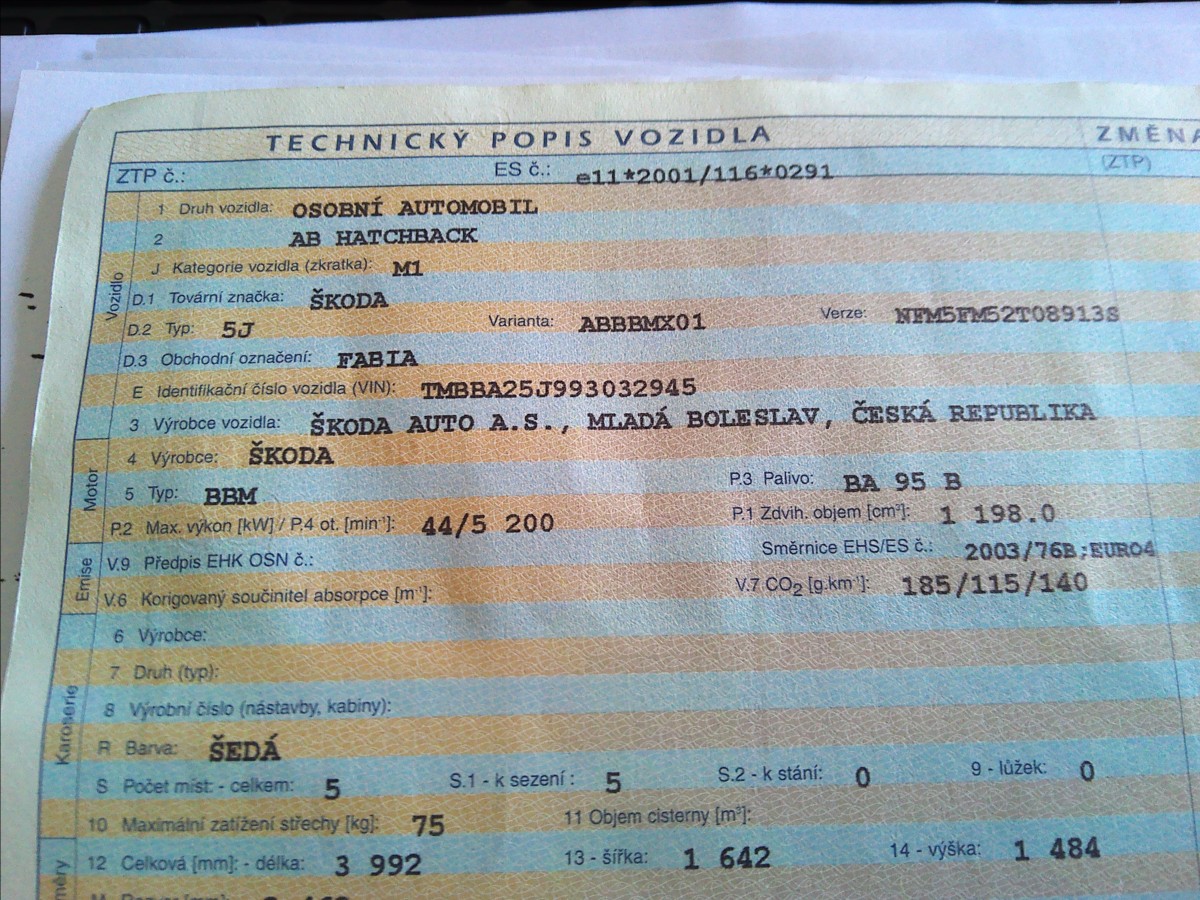 TECHNICKÝ POPIS VOZIDLA ZMĚNA
ZTP č.: ES č.: e11*2001/116*0291 (ZTP)
1 Druh vozidla: OSOBNÍ AUTOMOBIL
2 AB HATCHBACK
J Kategorie vozidla (zkratka): M1
Vozidlo
D.1 Tovární značka: ŠKODA
D.2 Typ: 5J Varianta: ABBBMX01 Verze: NFM5FM52T08913S
D.3 Obchodní označení: FABIA
E Identifikační číslo vozidla (VIN): TMBBA25J993032945
3 Výrobce vozidla: ŠKODA AUTO A.S., MLADÁ BOLESLAV, ČESKÁ REPUBLIKA
Motor
4 Výrobce: ŠKODA
5 Typ: BBM P.3 Palivo: BA 95 B
P.2 Max. výkon [kW] / P.4 ot. [min⁻¹]: 44/5 200 P.1 Zdvih. objem [cm³]: 1 198.0
Emise
V.9 Předpis EHK OSN č.: Směrnice EHS/ES č.: 2003/76B;EURO4
V.6 Korigovaný součinitel absorpce [m⁻¹]: V.7 CO₂ [g.km⁻¹]: 185/115/140
Karoserie
6 Výrobce:
7 Druh (typ):
8 Výrobní číslo (nástavby, kabiny):
R Barva: ŠEDÁ
S Počet míst: - celkem: 5 S.1 - k sezení : 5 S.2 - k stání: 0 9 - lůžek: 0
10 Maximální zatížení střechy [kg]: 75 11 Objem cisterny [m³]:
12 Celková [mm]: - délka: 3 992 13 - šířka: 1 642 14 - výška: 1 484